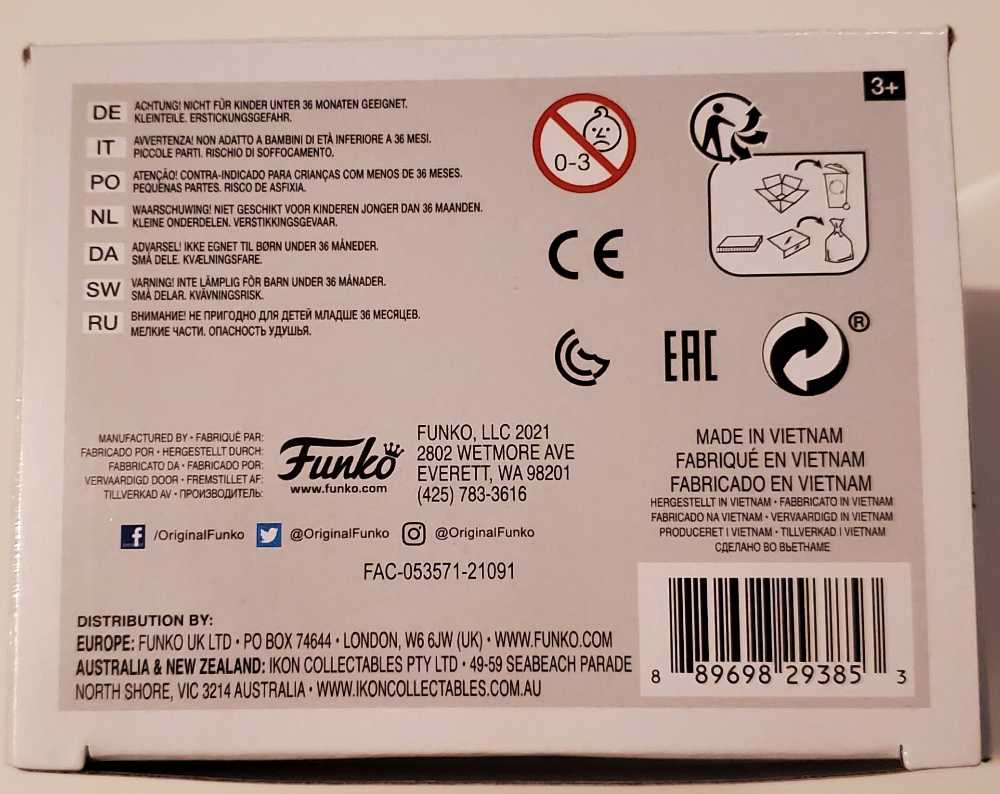 3+
DE ACHTUNG! NICHT FÜR KINDER UNTER 36 MONATEN GEEIGNET.
KLEINTEILE. ERSTICKUNGSGEFAHR.
IT AVVERTENZA! NON ADATTO A BAMBINI DI ETÀ INFERIORE A 36 MESI.
PICCOLE PARTI. RISCHIO DI SOFFOCAMENTO.
PO ATENÇÃO! CONTRA-INDICADO PARA CRIANÇAS COM MENOS DE 36 MESES.
PEQUENAS PARTES. RISCO DE ASFIXIA.
NL WAARSCHUWING! NIET GESCHIKT VOOR KINDEREN JONGER DAN 36 MAANDEN.
KLEINE ONDERDELEN. VERSTIKKINGSGEVAAR.
DA ADVARSEL! IKKE EGNET TIL BØRN UNDER 36 MÅNEDER.
SMÅ DELE. KVÆLNINGSFARE.
SW VARNING! INTE LÄMPLIG FÖR BARN UNDER 36 MÅNADER.
SMÅ DELAR. KVÄVNINGSRISK.
RU ВНИМАНИЕ! НЕ ПРИГОДНО ДЛЯ ДЕТЕЙ МЛАДШЕ 36 МЕСЯЦЕВ.
МЕЛКИЕ ЧАСТИ. ОПАСНОСТЬ УДУШЬЯ.
0-3
CE
EAC
®
MANUFACTURED BY • FABRIQUÉ PAR:
FABRICADO POR • HERGESTELLT DURCH:
FABBRICATO DA • FABRICADO POR:
VERVAARDIGD DOOR • FREMSTILLET AF:
TILLVERKAD AV • ПРОИЗВОДИТЕЛЬ:
Funko
www.funko.com
FUNKO, LLC 2021
2802 WETMORE AVE
EVERETT, WA 98201
(425) 783-3616
MADE IN VIETNAM
FABRIQUÉ EN VIETNAM
FABRICADO EN VIETNAM
HERGESTELLT IN VIETNAM • FABBRICATO IN VIETNAM
FABRICADO NA VIETNAM • VERVAARDIGD IN VIETNAM
PRODUCERET I VIETNAM • TILLVERKAD I VIETNAM
СДЕЛАНО ВО ВЬЕТНАМЕ
f /OriginalFunko @OriginalFunko @OriginalFunko
FAC-053571-21091
DISTRIBUTION BY:
EUROPE: FUNKO UK LTD • PO BOX 74644 • LONDON, W6 6JW (UK) • WWW.FUNKO.COM
AUSTRALIA & NEW ZEALAND: IKON COLLECTABLES PTY LTD • 49-59 SEABEACH PARADE
NORTH SHORE, VIC 3214 AUSTRALIA • WWW.IKONCOLLECTABLES.COM.AU
8 89698 29385 3